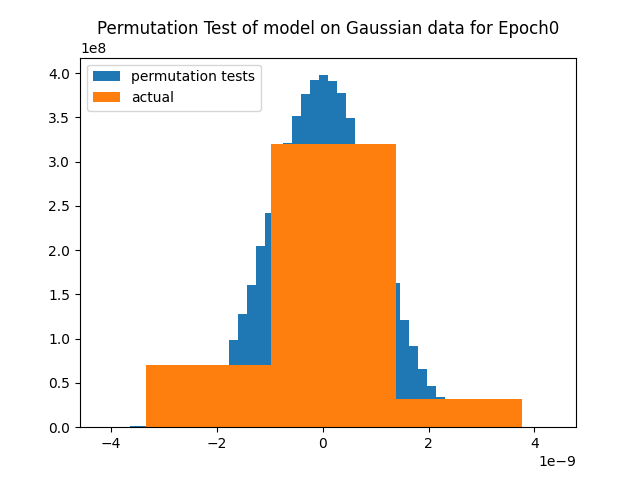 Permutation Test of model on Gaussian data for Epoch0
1e8
4.0
3.5
3.0
2.5
2.0
1.5
1.0
0.5
0.0
permutation tests
actual
−4
−2
0
2
4
1e−9